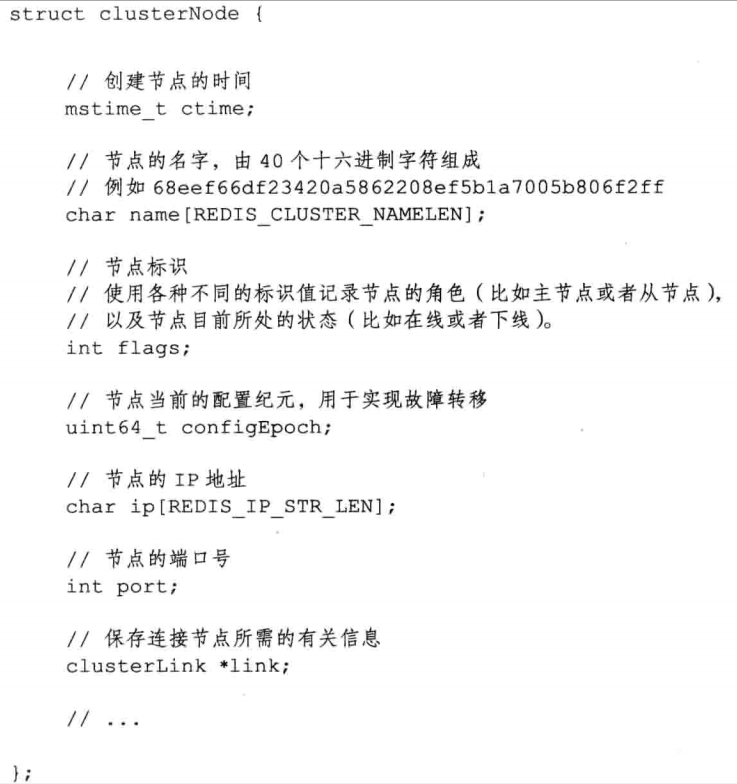 struct clusterNode {
// 创建节点的时间
mstime_t ctime;
// 节点的名字，由 40 个十六进制字符组成
// 例如 68eef66df23420a5862208ef5b1a7005b806f2ff
char name[REDIS_CLUSTER_NAMELEN];
// 节点标识
// 使用各种不同的标识值记录节点的角色（比如主节点或者从节点），
// 以及节点目前所处的状态（比如在线或者下线）。
int flags;
// 节点当前的配置纪元，用于实现故障转移
uint64_t configEpoch;
// 节点的 IP 地址
char ip[REDIS_IP_STR_LEN];
// 节点的端口号
int port;
// 保存连接节点所需的有关信息
clusterLink *link;
// ...
};